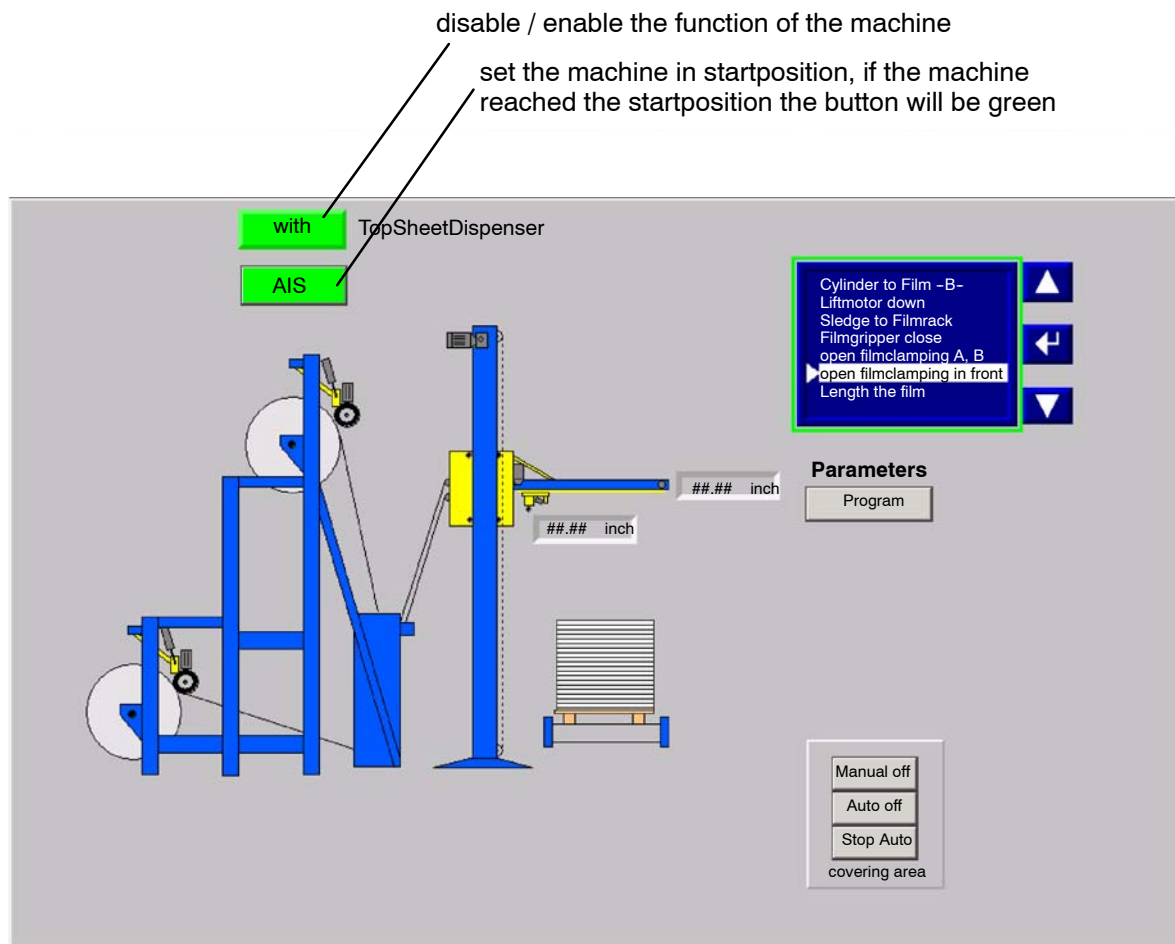 disable / enable the function of the machine
set the machine in startposition, if the machine
reached the startposition the button will be green
with TopSheetDispenser
AIS
Cylinder to Film -B-
Liftmotor down
Sledge to Filmrack
Filmgripper close
open filmclamping A, B
open filmclamping in front
Length the film
Parameters
Program
##.## inch
##.## inch
Manual off
Auto off
Stop Auto
covering area